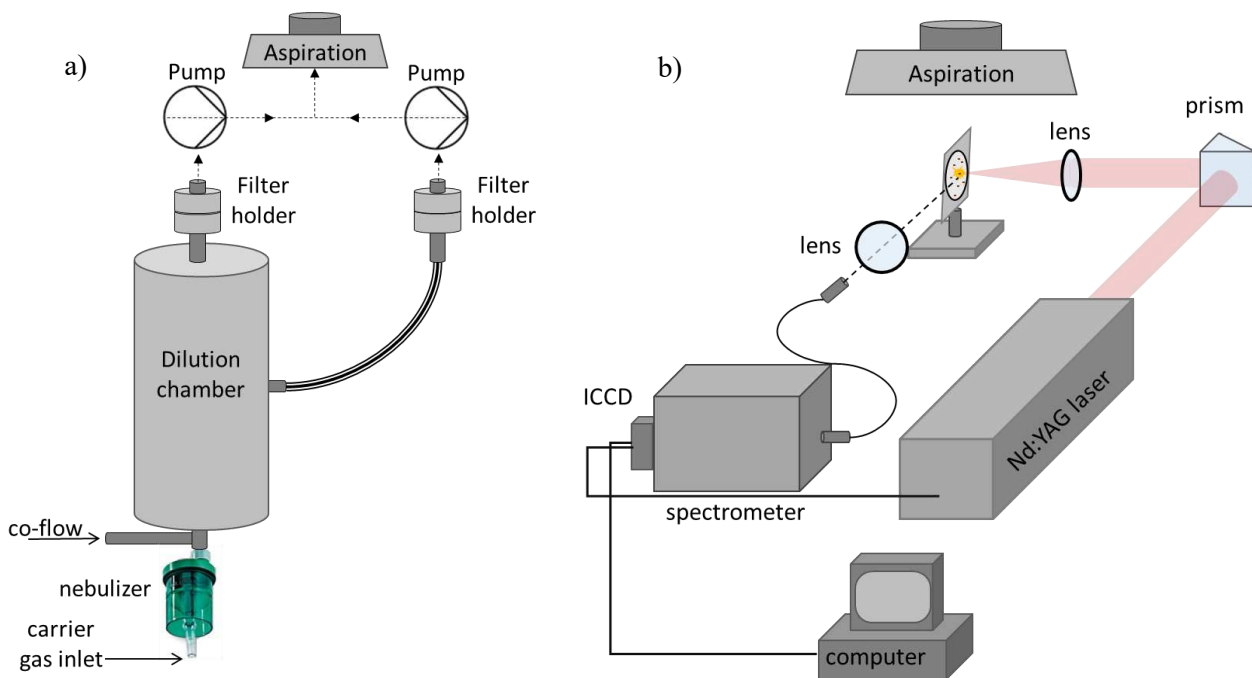 a)
Aspiration
Pump
Pump
Filter
holder
Filter
holder
Dilution
chamber
co-flow
nebulizer
carrier
gas inlet
b)
Aspiration
lens
prism
lens
ICCD
Nd:YAG laser
spectrometer
computer